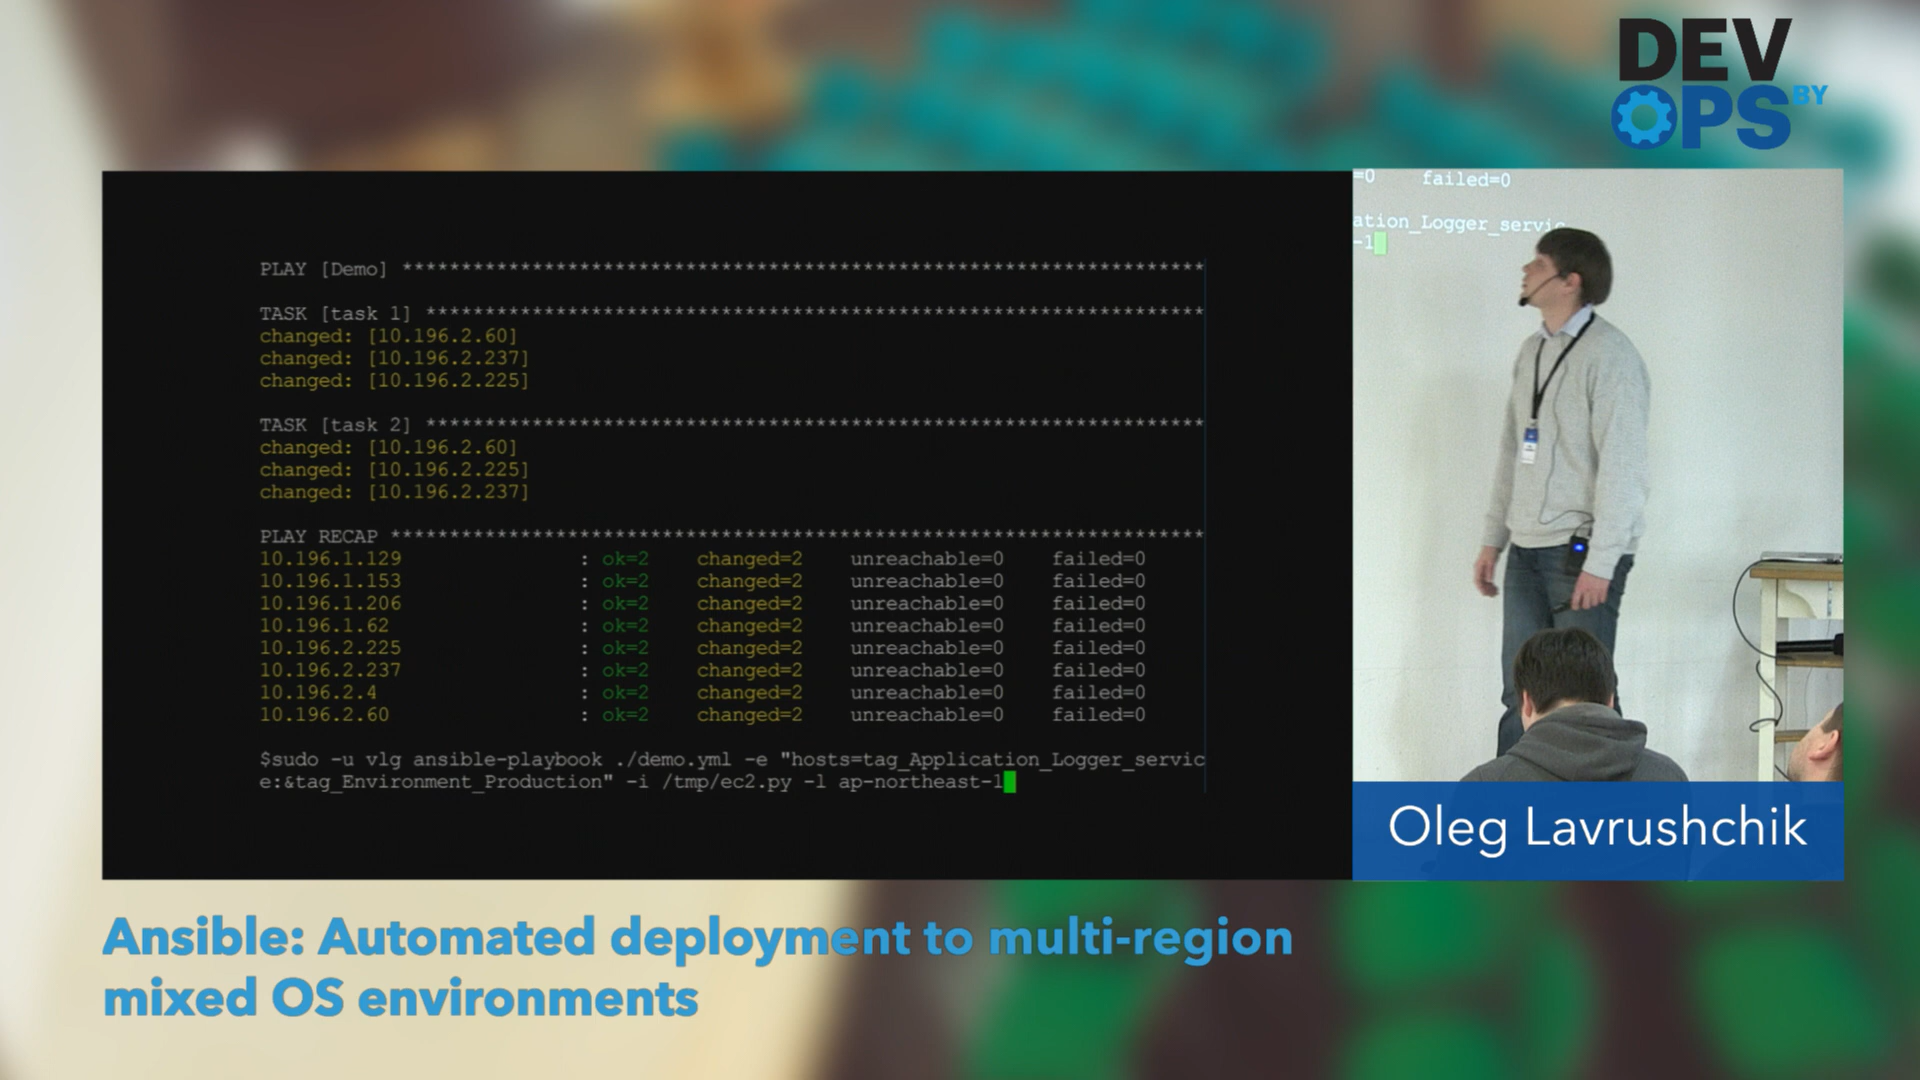 DEV
OPS BY
PLAY [Demo] ********************************************************************
TASK [task 1] ******************************************************************
changed: [10.196.2.60]
changed: [10.196.2.237]
changed: [10.196.2.225]
TASK [task 2] ******************************************************************
changed: [10.196.2.60]
changed: [10.196.2.225]
changed: [10.196.2.237]
PLAY RECAP *********************************************************************
10.196.1.129 : ok=2 changed=2 unreachable=0 failed=0
10.196.1.153 : ok=2 changed=2 unreachable=0 failed=0
10.196.1.206 : ok=2 changed=2 unreachable=0 failed=0
10.196.1.62 : ok=2 changed=2 unreachable=0 failed=0
10.196.2.225 : ok=2 changed=2 unreachable=0 failed=0
10.196.2.237 : ok=2 changed=2 unreachable=0 failed=0
10.196.2.4 : ok=2 changed=2 unreachable=0 failed=0
10.196.2.60 : ok=2 changed=2 unreachable=0 failed=0
$sudo -u vlg ansible-playbook ./demo.yml -e "hosts=tag_Application_Logger_servic
e:&tag_Environment_Production" -i /tmp/ec2.py -l ap-northeast-1
=0 failed=0
ation_Logger_servic
-1
Oleg Lavrushchik
Ansible: Automated deployment to multi-region
mixed OS environments